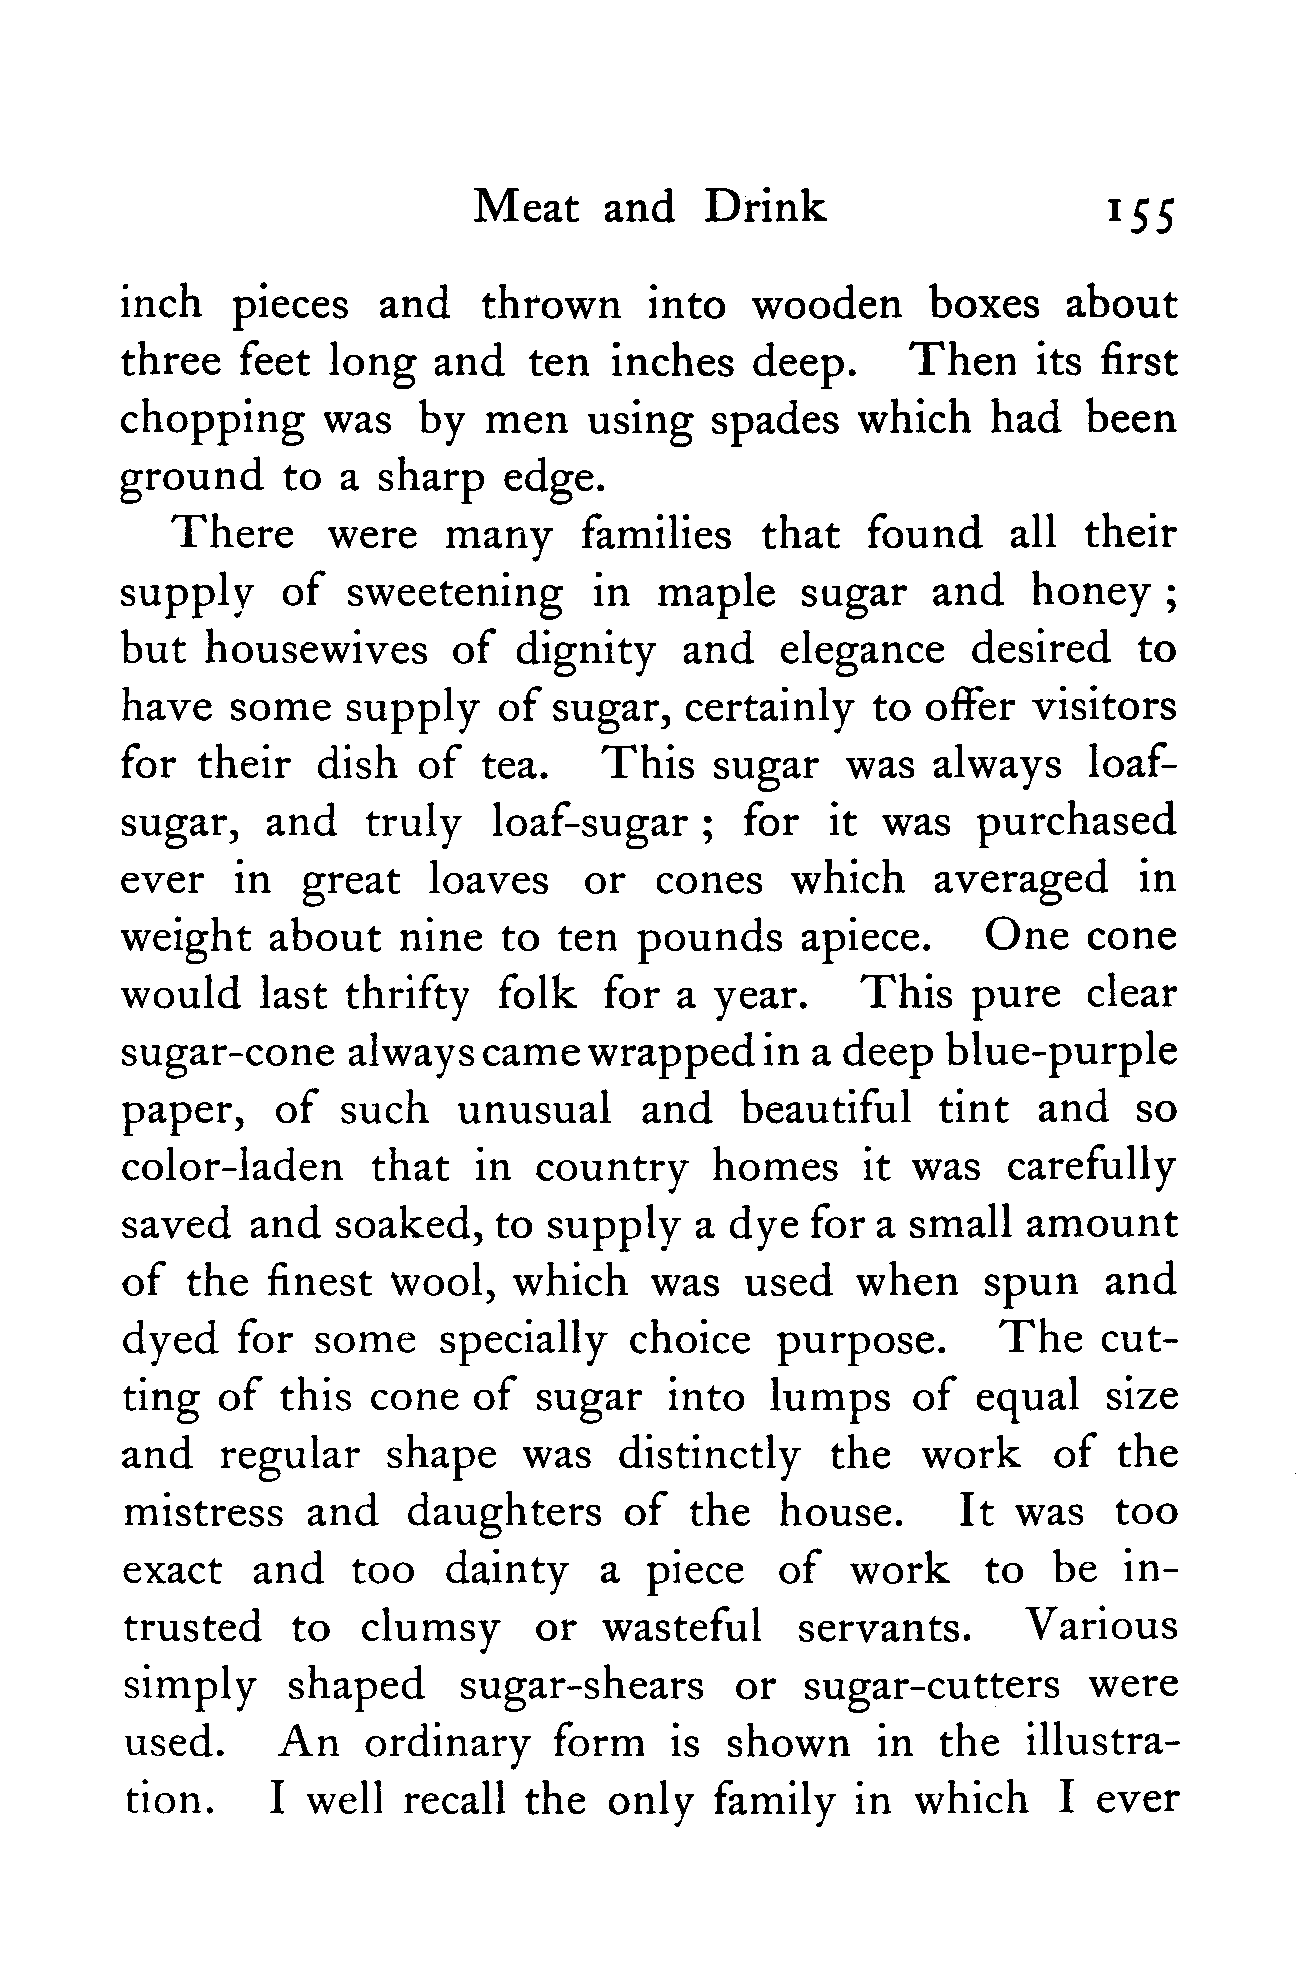 Meat and Drink 155
inch pieces and thrown into wooden boxes about
three feet long and ten inches deep. Then its first
chopping was by men using spades which had been
ground to a sharp edge.
There were many families that found all their
supply of sweetening in maple sugar and honey ;
but housewives of dignity and elegance desired to
have some supply of sugar, certainly to offer visitors
for their dish of tea. This sugar was always loaf-
sugar, and truly loaf-sugar ; for it was purchased
ever in great loaves or cones which averaged in
weight about nine to ten pounds apiece. One cone
would last thrifty folk for a year. This pure clear
sugar-cone always came wrapped in a deep blue-purple
paper, of such unusual and beautiful tint and so
color-laden that in country homes it was carefully
saved and soaked, to supply a dye for a small amount
of the finest wool, which was used when spun and
dyed for some specially choice purpose. The cut-
ting of this cone of sugar into lumps of equal size
and regular shape was distinctly the work of the
mistress and daughters of the house. It was too
exact and too dainty a piece of work to be in-
trusted to clumsy or wasteful servants. Various
simply shaped sugar-shears or sugar-cutters were
used. An ordinary form is shown in the illustra-
tion. I well recall the only family in which I ever